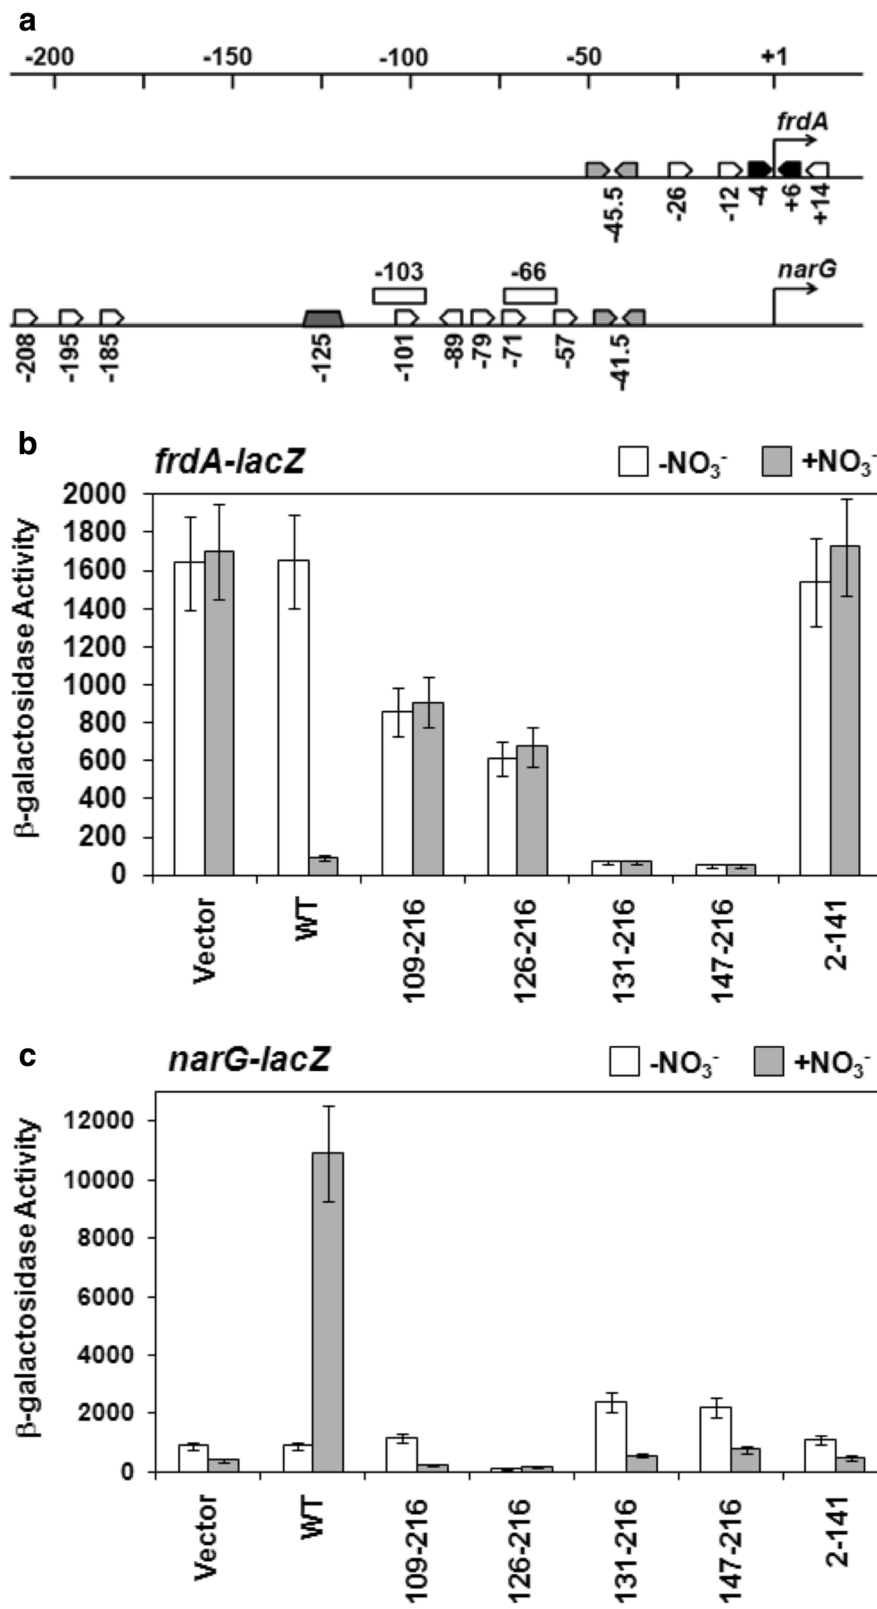 a
-200 -150 -100 -50 +1
frdA
-45.5 -26 -12 -4 +6 +14
-103 -66 narG
-208 -195 -185 -125 -101 -89 -79 -71 -57 -41.5
b
frdA-lacZ -NO₃⁻ +NO₃⁻
β-galactosidase Activity
2000
1800
1600
1400
1200
1000
800
600
400
200
0
Vector WT 109-216 126-216 131-216 147-216 2-141
c
narG-lacZ -NO₃⁻ +NO₃⁻
β-galactosidase Activity
12000
10000
8000
6000
4000
2000
0
Vector WT 109-216 126-216 131-216 147-216 2-141